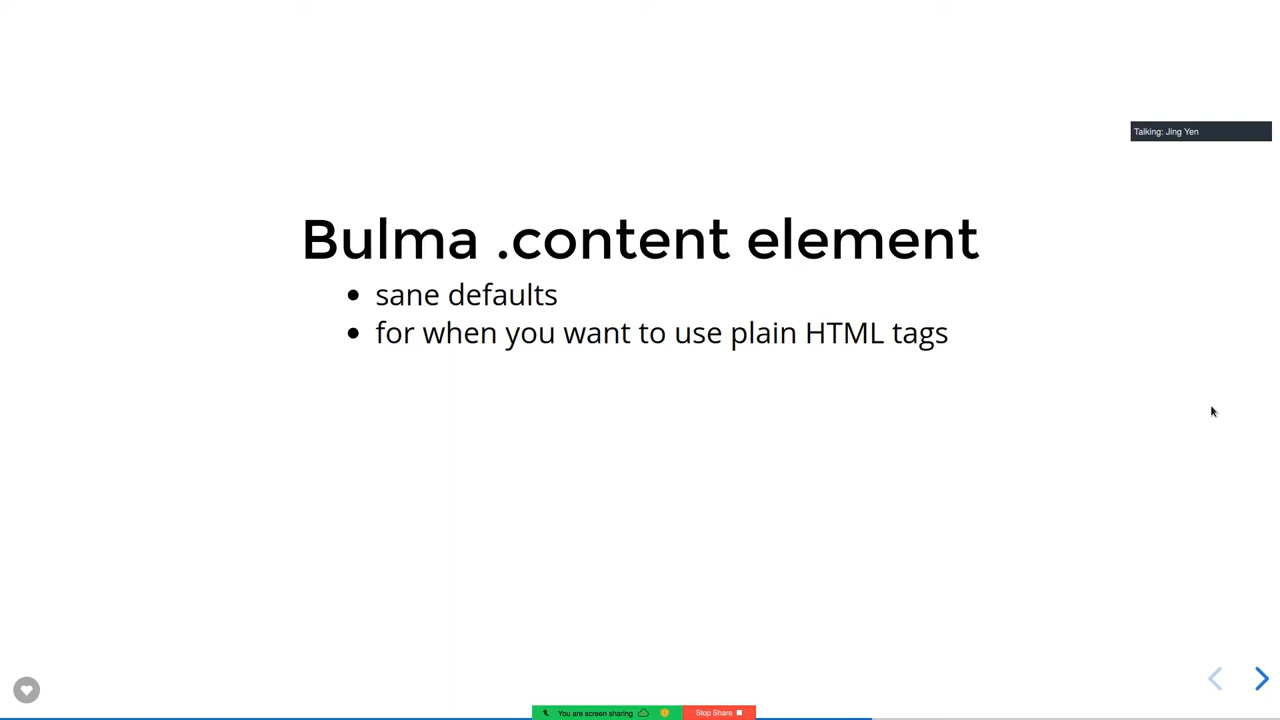 Talking: Jing Yen
Bulma .content element
sane defaults
for when you want to use plain HTML tags
You are screen sharing
Stop Share